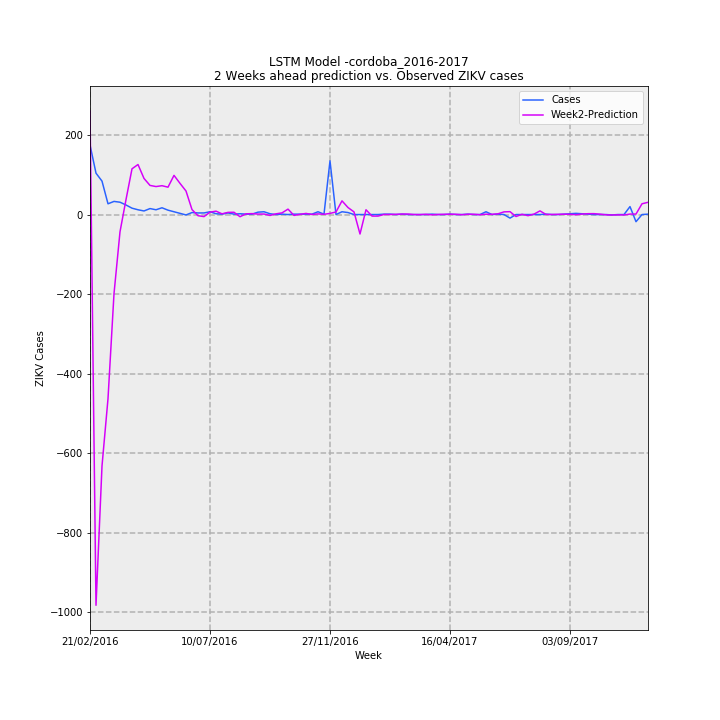 LSTM Model -cordoba_2016-2017
2 Weeks ahead prediction vs. Observed ZIKV cases
Cases
Week2-Prediction
200
0
−200
−400
−600
−800
−1000
ZIKV Cases
21/02/2016 10/07/2016 27/11/2016 16/04/2017 03/09/2017
Week